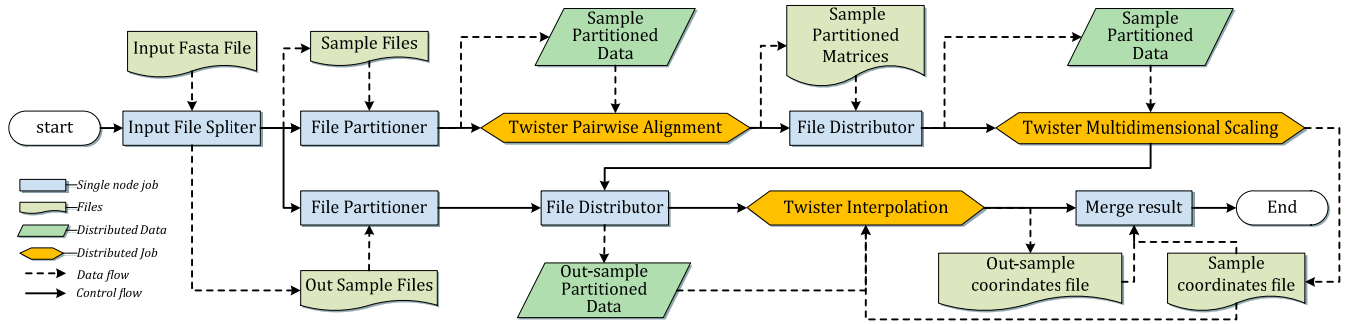 Sample
Partitioned
Data
Sample
Partitioned
Matrices
Sample
Partitioned
Data
Input Fasta File
Sample Files
start
Input File Spliter
File Partitioner
Twister Pairwise Alignment
File Distributor
Twister Multidimensional Scaling
Single node job
Files
Distributed Data
Distributed Job
Data flow
Control flow
File Partitioner
File Distributor
Twister Interpolation
Merge result
End
Out Sample Files
Out-sample
Partitioned
Data
Out-sample
coorindates file
Sample
coordinates file